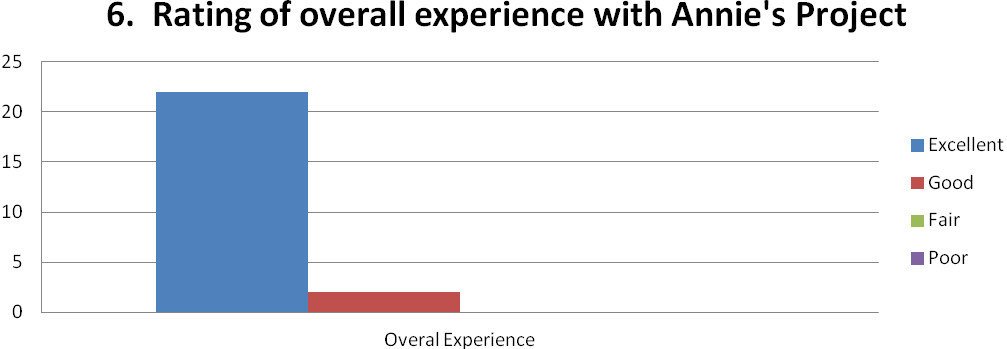 6. Rating of overall experience with Annie's Project
25
20
15
10
5
0
Overal Experience
Excellent
Good
Fair
Poor